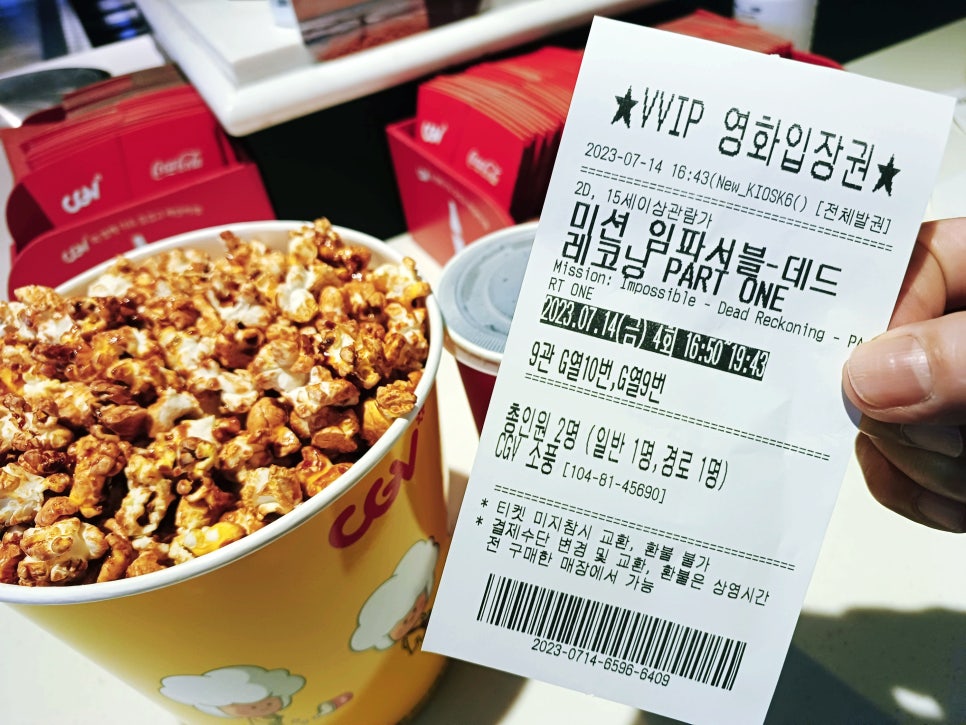 ★VVIP 영화입장권★
2023-07-14 16:43(New_KIOSK6() [전체발권]
2D, 15세이상관람가
미션 임파서블-데드
레코닝 PART ONE
Mission: Impossible - Dead Reckoning - PA
RT ONE
2023.07.14(금) 4회 16:50~19:43
9관 G열10번,G열9번
총인원 2명 (일반 1명,경로 1명)
CGV 소풍 [104-81-45690]
* 티켓 미지참시 교환, 환불 불가
* 결제수단 변경 및 교환, 환불은 상영시간
전 구매한 매장에서 가능
2023-0714-6596-6409
CGV
CGV
Coca-Cola
CGV
CGV
Coca-Cola